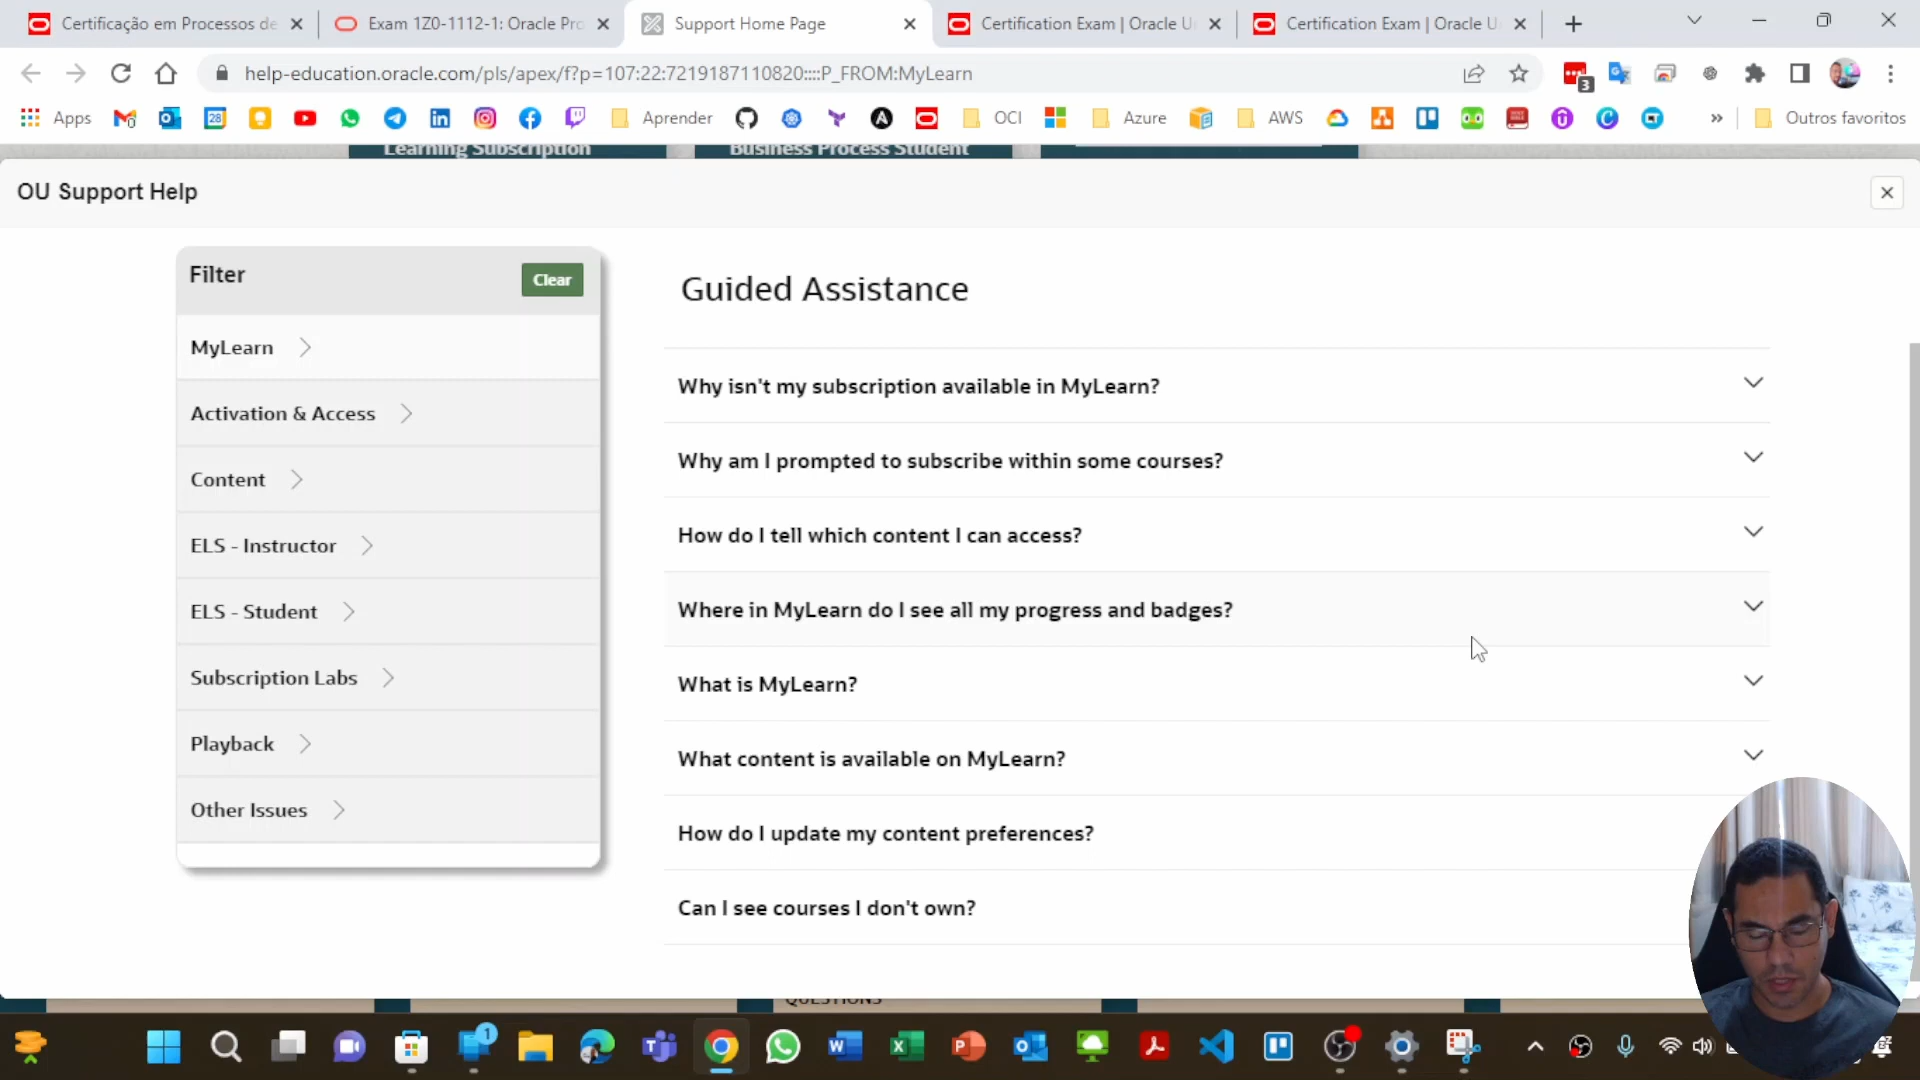 Certificação em Processos de
Exam 1Z0-1112-1: Oracle Pro
Support Home Page
Certification Exam | Oracle U
Certification Exam | Oracle U
help-education.oracle.com/pls/apex/f?p=107:22:7219187110820::::P_FROM:MyLearn
3
Apps
28
Aprender
OCI
Azure
AWS
»
Outros favoritos
Learning Subscription
Business Process Student
OU Support Help
Filter
Clear
MyLearn
Activation & Access
Content
ELS - Instructor
ELS - Student
Subscription Labs
Playback
Other Issues
Guided Assistance
Why isn't my subscription available in MyLearn?
Why am I prompted to subscribe within some courses?
How do I tell which content I can access?
Where in MyLearn do I see all my progress and badges?
What is MyLearn?
What content is available on MyLearn?
How do I update my content preferences?
Can I see courses I don't own?
QUESTIONS
1